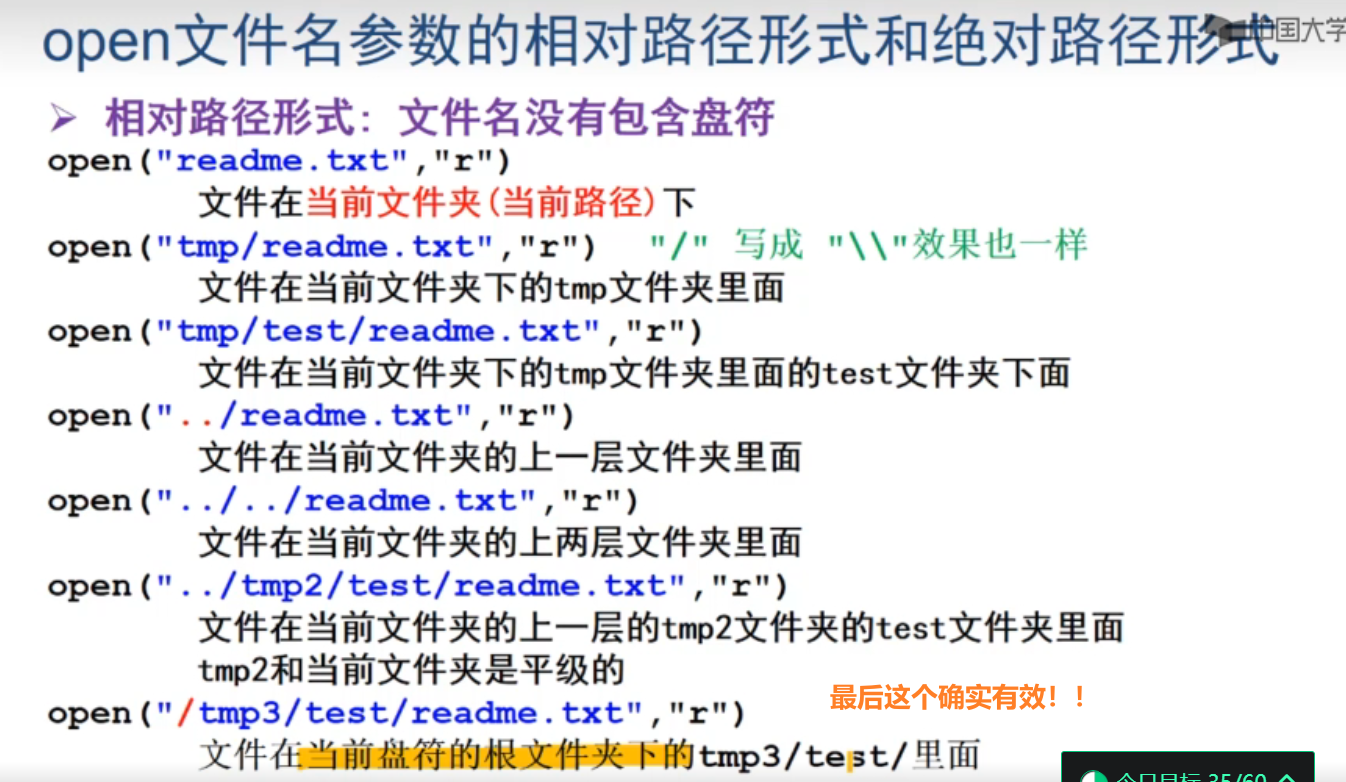 open文件名参数的相对路径形式和绝对路径形式
中国大学
➢ 相对路径形式: 文件名没有包含盘符
open("readme.txt","r")
文件在当前文件夹(当前路径)下
open("tmp/readme.txt","r") "/" 写成 "\\"效果也一样
文件在当前文件夹下的tmp文件夹里面
open("tmp/test/readme.txt","r")
文件在当前文件夹下的tmp文件夹里面的test文件夹下面
open("../readme.txt","r")
文件在当前文件夹的上一层文件夹里面
open("../../readme.txt","r")
文件在当前文件夹的上两层文件夹里面
open("../tmp2/test/readme.txt","r")
文件在当前文件夹的上一层的tmp2文件夹的test文件夹里面
tmp2和当前文件夹是平级的
open("/tmp3/test/readme.txt","r")
最后这个确实有效！！
文件在当前盘符的根文件夹下的tmp3/test/里面
今日目标 35/60